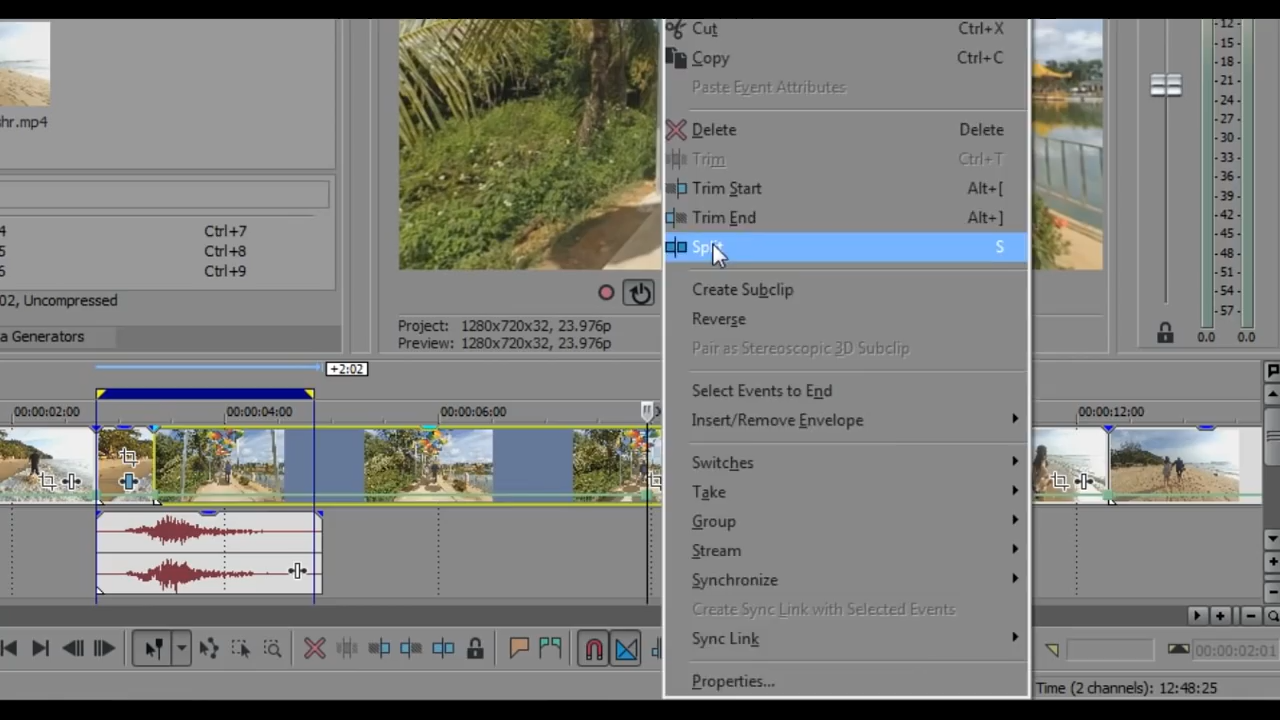 hr.mp4
4 Ctrl+7
5 Ctrl+8
6 Ctrl+9
02, Uncompressed
a Generators
Project: 1280x720x32, 23.976p
Preview: 1280x720x32, 23.976p
Cut Ctrl+X
Copy Ctrl+C
Paste Event Attributes
Delete Delete
Trim Ctrl+T
Trim Start Alt+[
Trim End Alt+]
Split S
Create Subclip
Reverse
Pair as Stereoscopic 3D Subclip
Select Events to End
Insert/Remove Envelope
Switches
Take
Group
Stream
Synchronize
Create Sync Link with Selected Events
Sync Link
Properties...
-12-
-15-
-18-
-21-
-24-
-27-
-30-
-33-
-36-
-39-
-42-
-45-
-48-
-51-
-54-
-57-
0.0 0.0
+2:02
00:00:02:00 00:00:04:00 00:00:06:00 00:00:12:00
00:00:02:01
Time (2 channels): 12:48:25